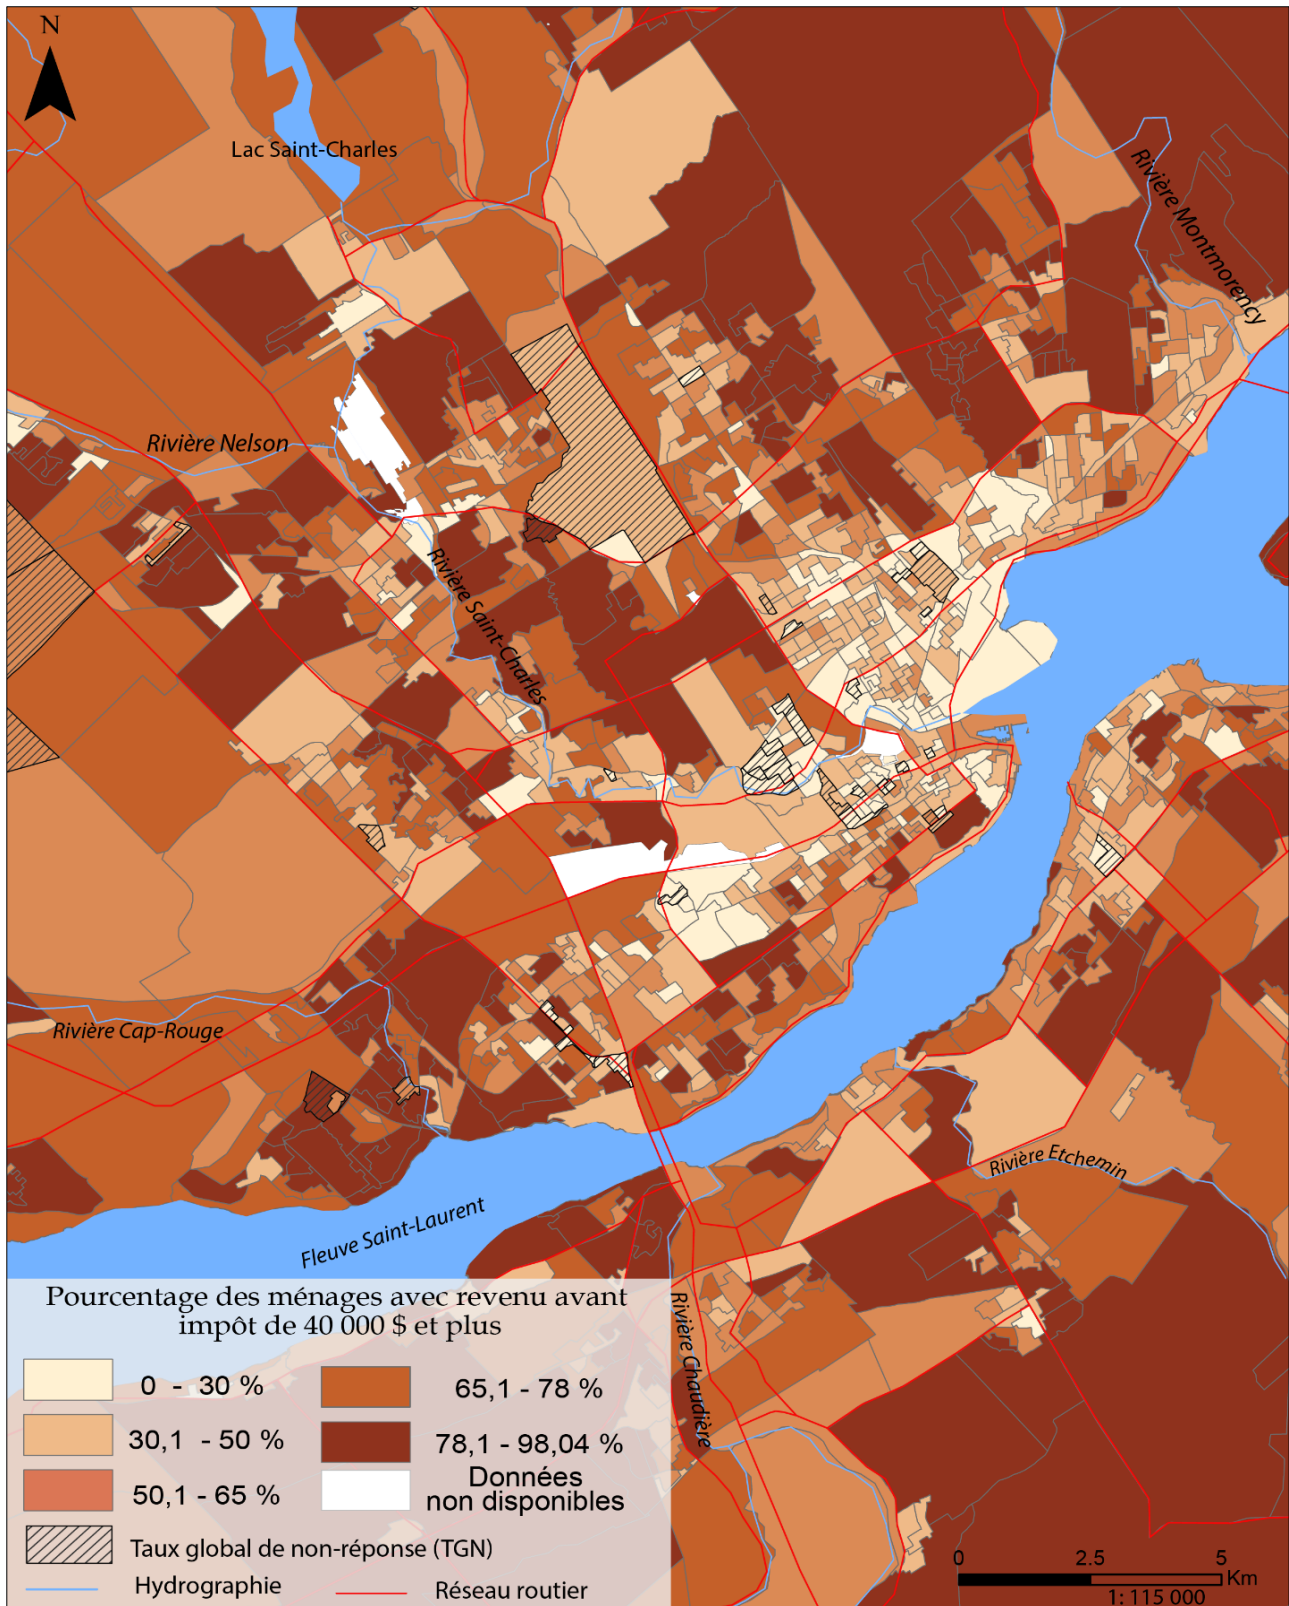 N
Lac Saint-Charles
Rivière Montmorency
Rivière Nelson
Rivière Saint-Charles
Rivière Cap-Rouge
Rivière Etchemin
Fleuve Saint-Laurent
Rivière Chaudière
Pourcentage des ménages avec revenu avant
impôt de 40 000 $ et plus
0 - 30 %
30,1 - 50 %
50,1 - 65 %
65,1 - 78 %
78,1 - 98,04 %
Données
non disponibles
Taux global de non-réponse (TGN)
Hydrographie
Réseau routier
0 2.5 5
Km
1: 115 000